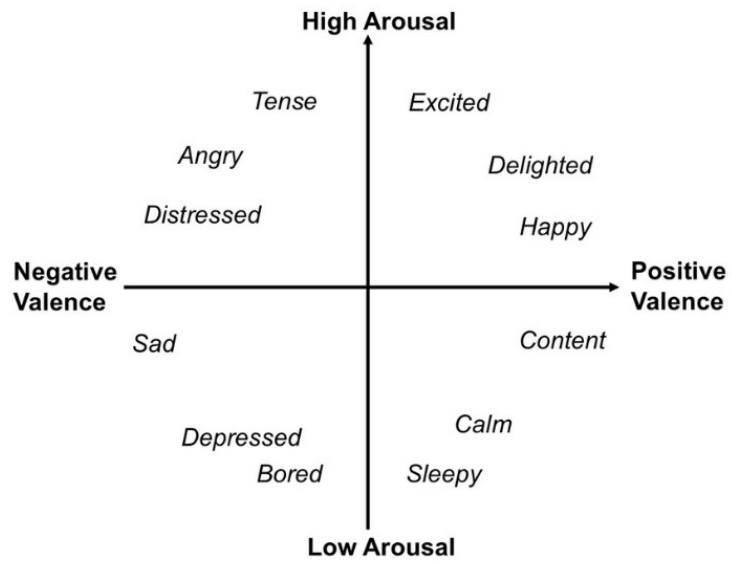 High Arousal
Tense
Excited
Angry
Delighted
Distressed
Happy
Negative
Valence
Positive
Valence
Sad
Content
Calm
Depressed
Bored
Sleepy
Low Arousal